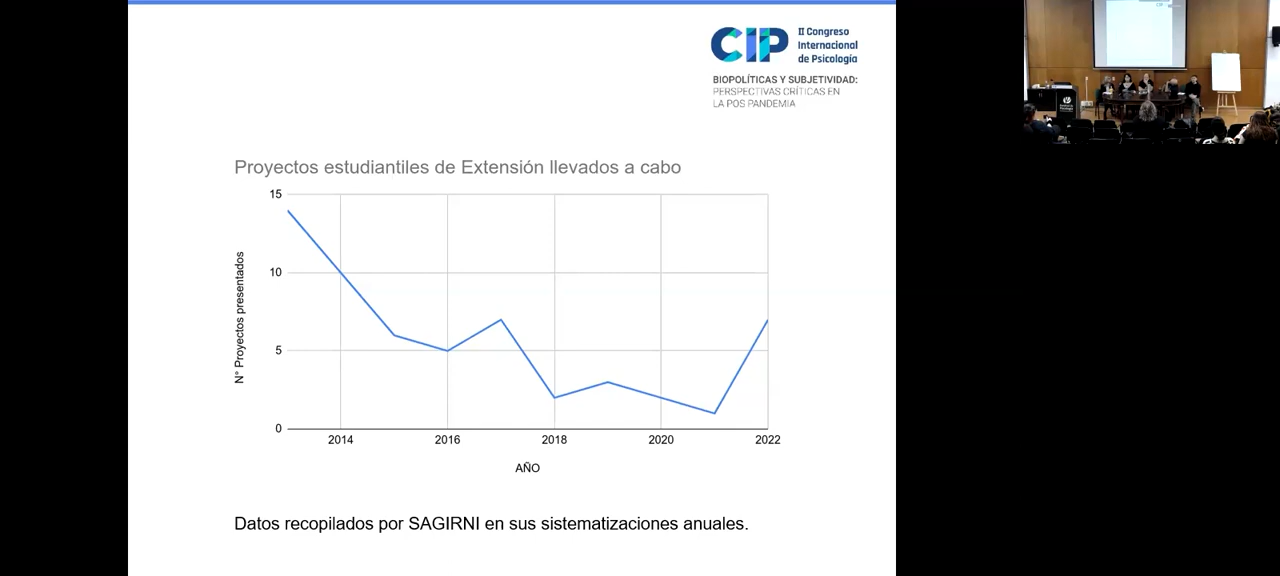 CIP
II Congreso
Internacional
de Psicología
BIOPOLÍTICAS Y SUBJETIVIDAD:
PERSPECTIVAS CRÍTICAS EN
LA POS PANDEMIA
Proyectos estudiantiles de Extensión llevados a cabo
N° Proyectos presentados
15
10
5
0
2014 2016 2018 2020 2022
AÑO
Datos recopilados por SAGIRNI en sus sistematizaciones anuales.